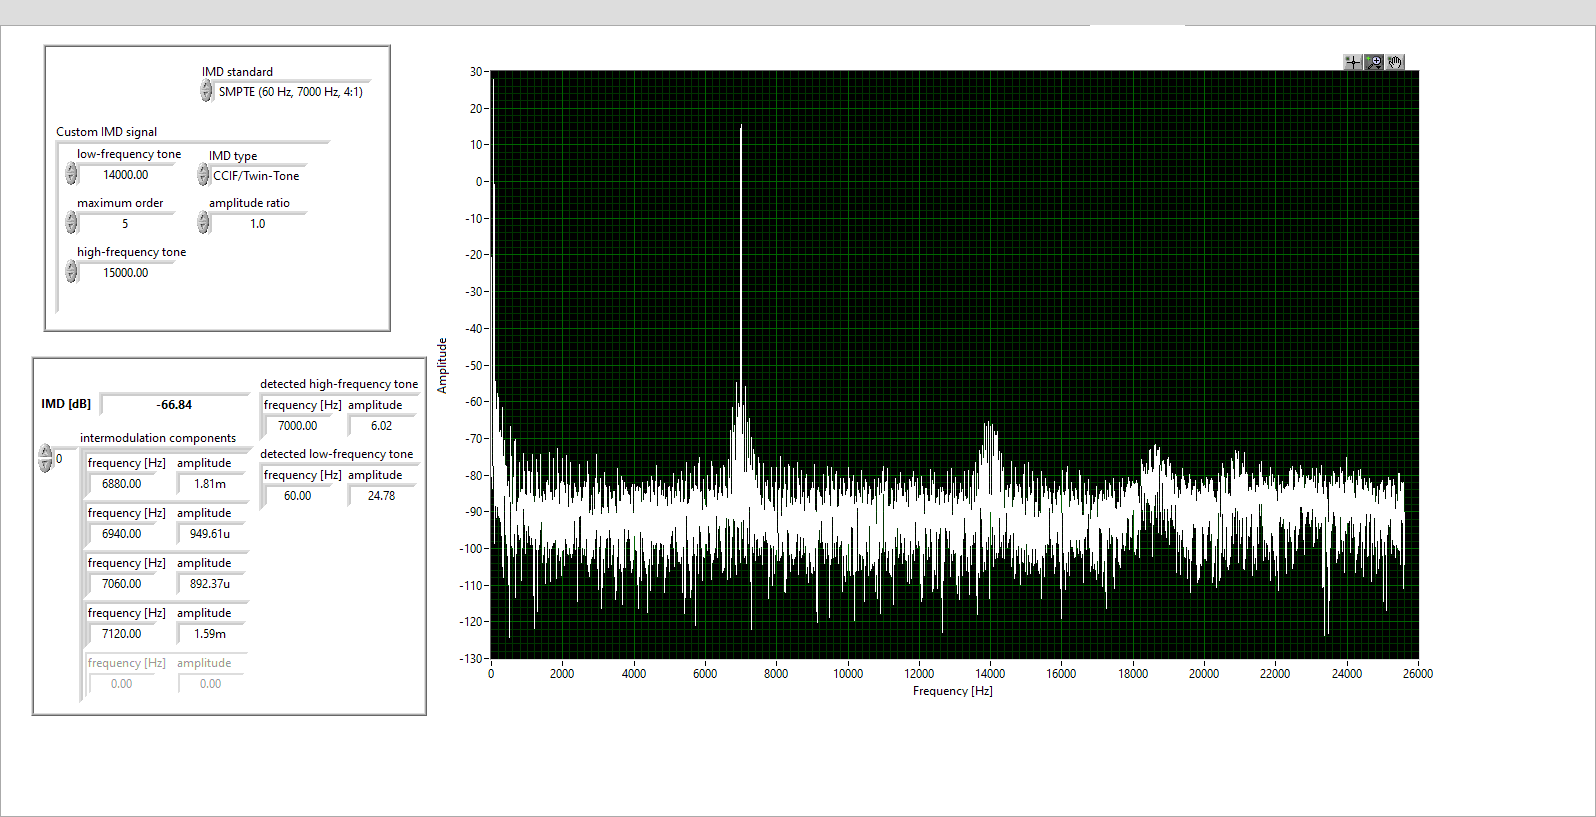 IMD standard
SMPTE (60 Hz, 7000 Hz, 4:1)
Custom IMD signal
low-frequency tone
14000.00
IMD type
CCIF/Twin-Tone
maximum order
5
amplitude ratio
1.0
high-frequency tone
15000.00
IMD [dB]
-66.84
intermodulation components
0
frequency [Hz] amplitude
6880.00 1.81m
frequency [Hz] amplitude
6940.00 949.61u
frequency [Hz] amplitude
7060.00 892.37u
frequency [Hz] amplitude
7120.00 1.59m
frequency [Hz] amplitude
0.00 0.00
detected high-frequency tone
frequency [Hz] amplitude
7000.00 6.02
detected low-frequency tone
frequency [Hz] amplitude
60.00 24.78
Amplitude
30
20
10
0
-10
-20
-30
-40
-50
-60
-70
-80
-90
-100
-110
-120
-130
0 2000 4000 6000 8000 10000 12000 14000 16000 18000 20000 22000 24000 26000
Frequency [Hz]